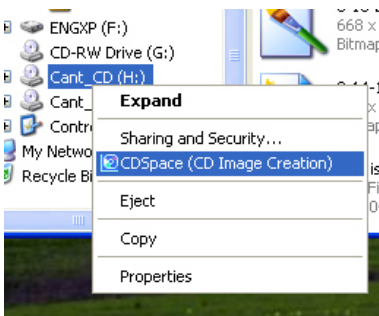 ENGXP (F:)
CD-RW Drive (G:)
Cant_CD (H:)
Cant_
Contr
My Netwo
Recycle Bi
Expand
Sharing and Security...
CDSpace (CD Image Creation)
Eject
Copy
Properties
668 x
Bitmap